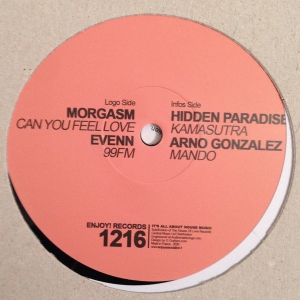 Logo Side
MORGASM
CAN YOU FEEL LOVE
EVENN
99FM
Infos Side
HIDDEN PARADISE
KAMASUTRA
ARNO GONZALEZ
MANDO
ENJOY! RECORDS
1216
IT'S ALL ABOUT HOUSE MUSIC